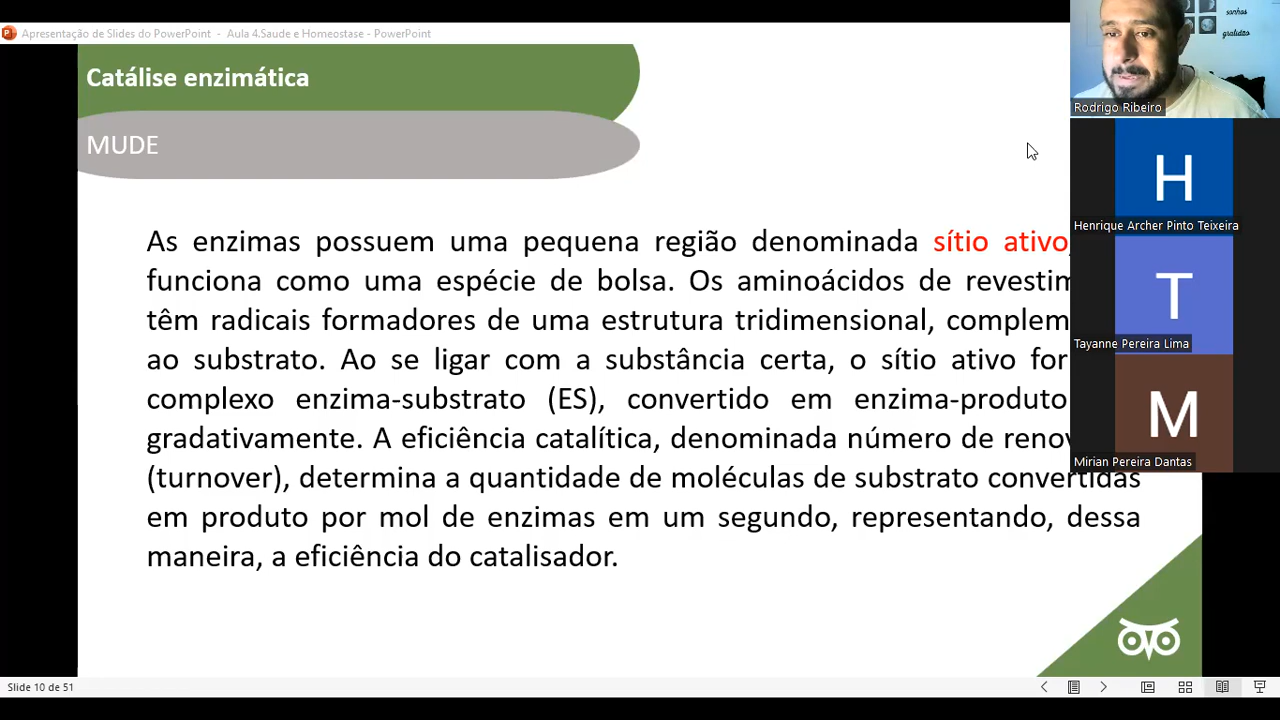 Apresentação de Slides do PowerPoint - Aula 4.Saude e Homeostase - PowerPoint
Catálise enzimática
MUDE
As enzimas possuem uma pequena região denominada sítio ativo,
funciona como uma espécie de bolsa. Os aminoácidos de revestim
têm radicais formadores de uma estrutura tridimensional, complem
ao substrato. Ao se ligar com a substância certa, o sítio ativo for
complexo enzima-substrato (ES), convertido em enzima-produto
gradativamente. A eficiência catalítica, denominada número de renov
(turnover), determina a quantidade de moléculas de substrato convertidas
em produto por mol de enzimas em um segundo, representando, dessa
maneira, a eficiência do catalisador.
sonhos
gratidão
Rodrigo Ribeiro
H
Henrique Archer Pinto Teixeira
T
Tayanne Pereira Lima
M
Mirian Pereira Dantas
Slide 10 de 51